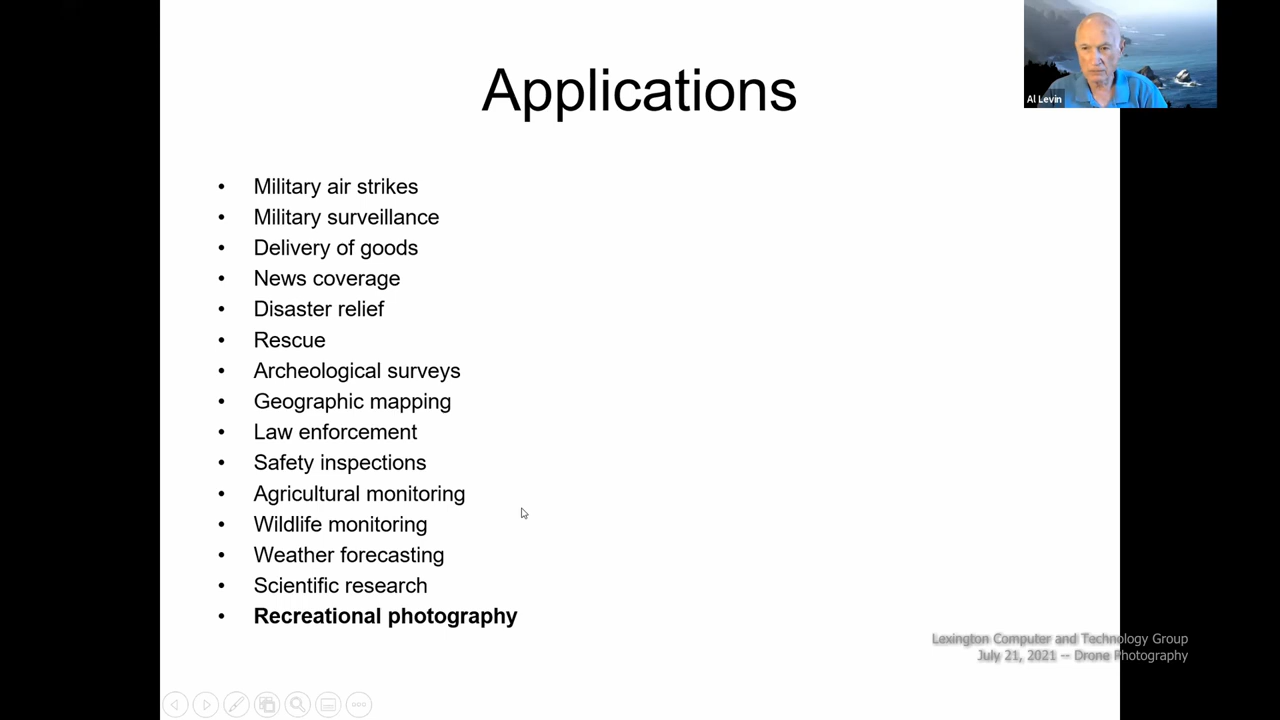 Applications
Al Levin
• Military air strikes
• Military surveillance
• Delivery of goods
• News coverage
• Disaster relief
• Rescue
• Archeological surveys
• Geographic mapping
• Law enforcement
• Safety inspections
• Agricultural monitoring
• Wildlife monitoring
• Weather forecasting
• Scientific research
• Recreational photography
Lexington Computer and Technology Group
July 21, 2021 -- Drone Photography